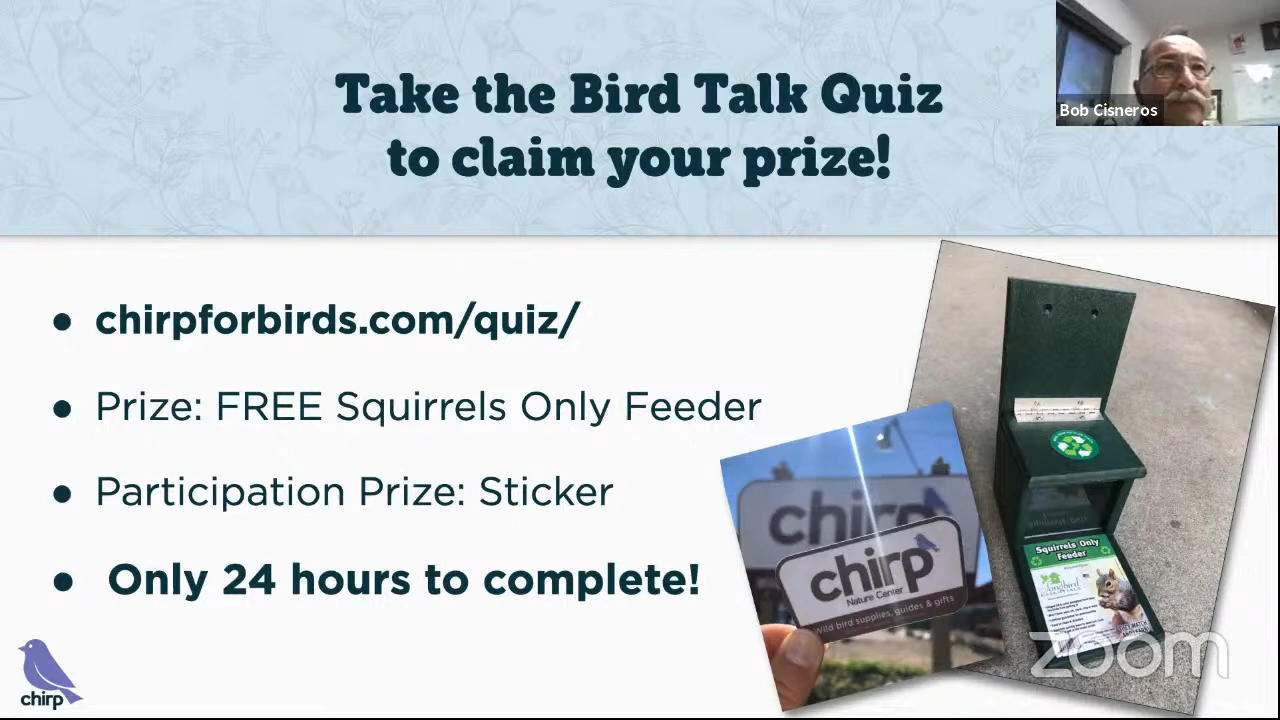 Take the Bird Talk Quiz
to claim your prize!
Bob Cisneros
● chirpforbirds.com/quiz/
● Prize: FREE Squirrels Only Feeder
● Participation Prize: Sticker
● Only 24 hours to complete!
chirp
chirp
Nature Center
Wild bird supplies, guides & gifts
Squirrels Only
Feeder
zoom
chirp